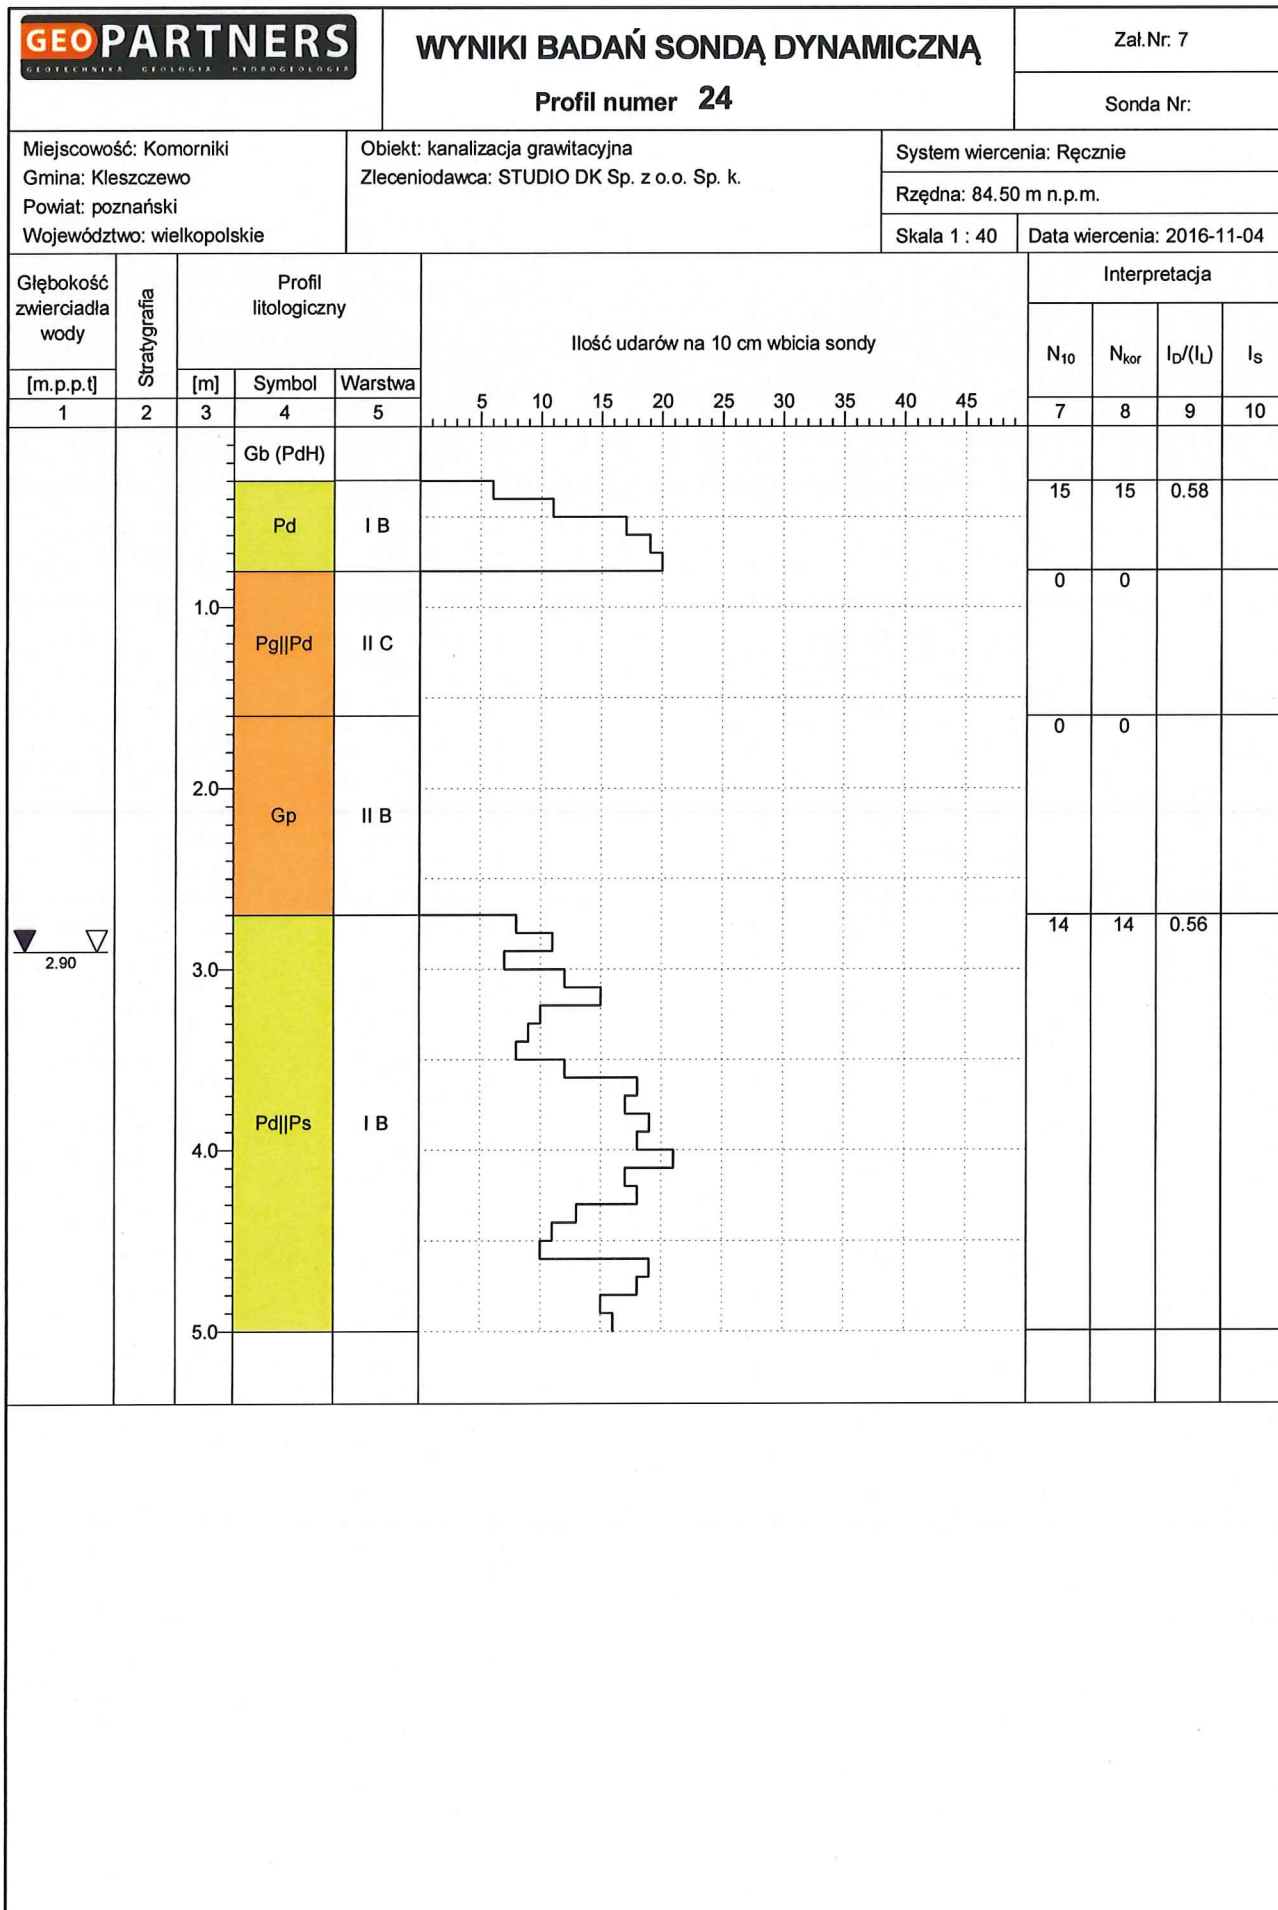 GEOPARTNERS
GEOTECHNIKA GEOLOGIA HYDROGEOLOGIA
WYNIKI BADAŃ SONDĄ DYNAMICZNĄ
Profil numer 24
Zał.Nr: 7
Sonda Nr:
Miejscowość: Komorniki
Gmina: Kleszczewo
Powiat: poznański
Województwo: wielkopolskie
Obiekt: kanalizacja grawitacyjna
Zleceniodawca: STUDIO DK Sp. z o.o. Sp. k.
System wiercenia: Ręcznie
Rzędna: 84.50 m n.p.m.
Skala 1 : 40
Data wiercenia: 2016-11-04
Głębokość
zwierciadła
wody
[m.p.p.t]
Stratygrafia
Profil
litologiczny
[m] Symbol Warstwa
Ilość udarów na 10 cm wbicia sondy
Interpretacja
N10 Nkor ID/(IL) IS
5 10 15 20 25 30 35 40 45
1 2 3 4 5 7 8 9 10
Gb (PdH)
15 15 0.58
Pd I B
0 0
1.0
Pg||Pd II C
0 0
2.0
Gp II B
14 14 0.56
2.90
3.0
Pd||Ps I B
4.0
5.0